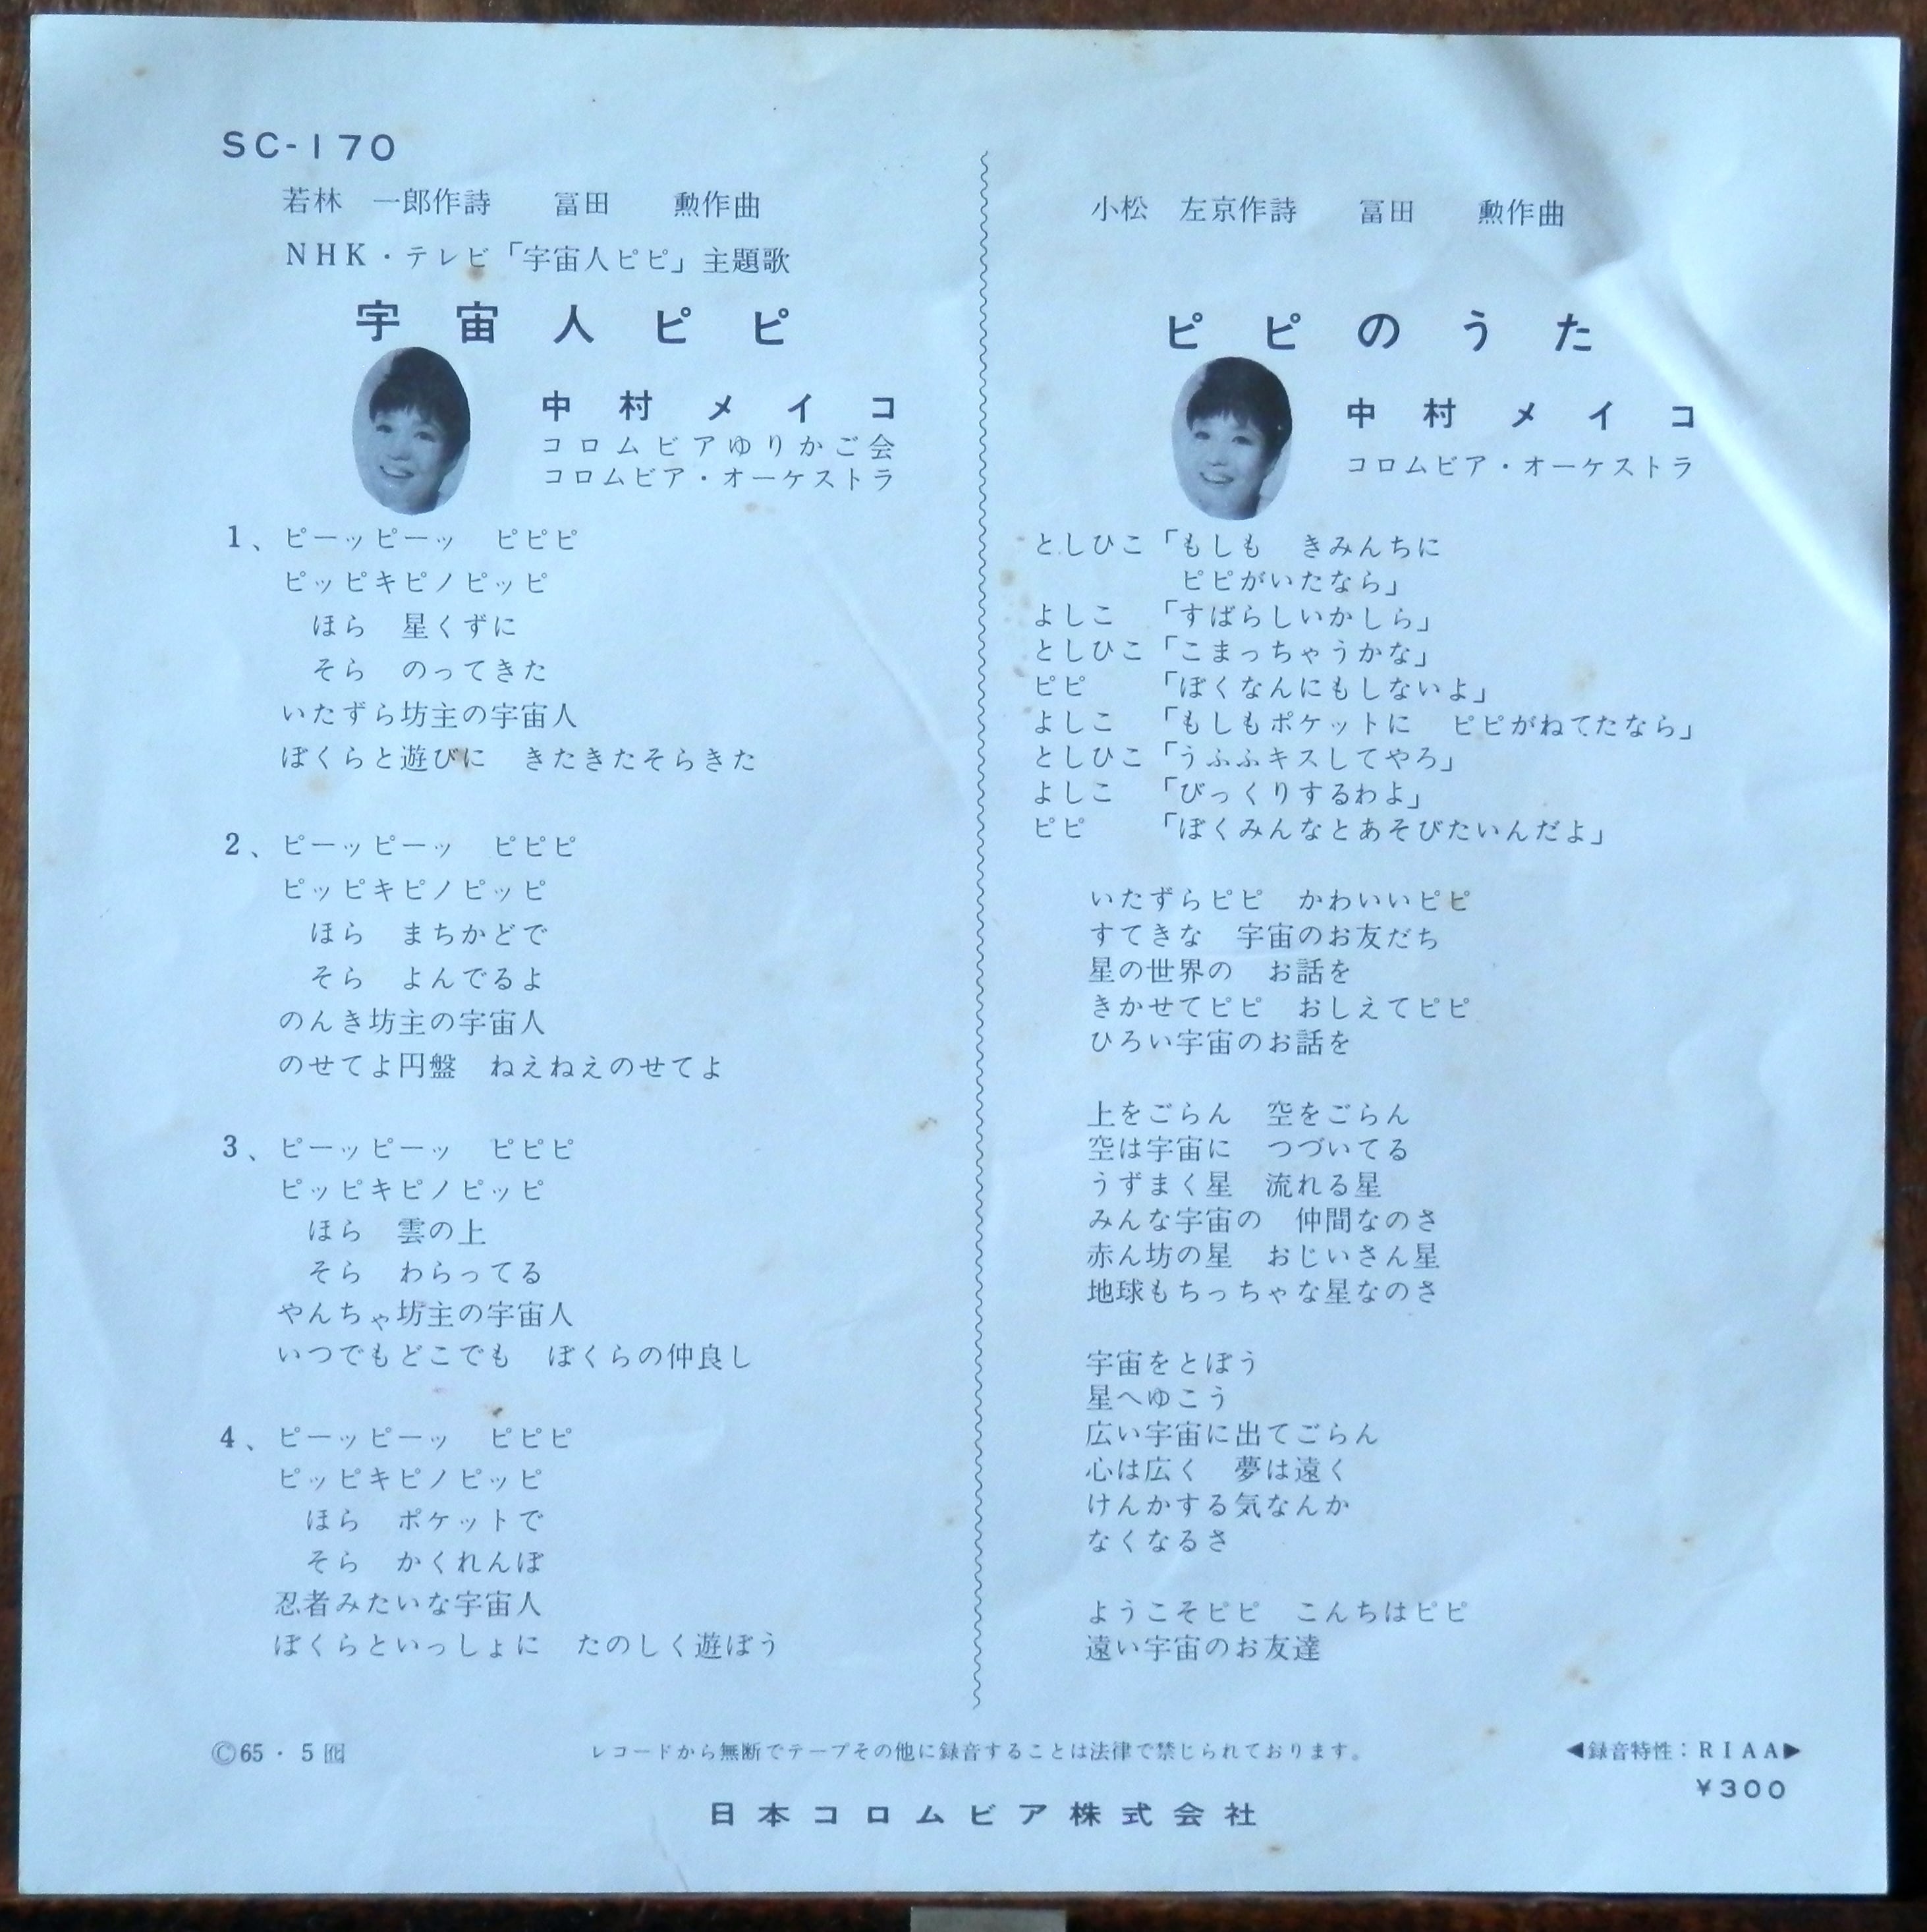 SC-170
若林　一郎作詩　　冨田　　勲作曲
NHK・テレビ「宇宙人ピピ」主題歌
宇宙人ピピ
中村メイコ
コロムビアゆりかご会
コロムビア・オーケストラ
1、ピーッピーッ　ピピピ
ピッピキピノピッピ
ほら　星くずに
そら　のってきた
いたずら坊主の宇宙人
ぼくらと遊びに　きたきたそらきた
2、ピーッピーッ　ピピピ
ピッピキピノピッピ
ほら　まちかどで
そら　よんでるよ
のんき坊主の宇宙人
のせてよ円盤　ねえねえのせてよ
3、ピーッピーッ　ピピピ
ピッピキピノピッピ
ほら　雲の上
そら　わらってる
やんちゃ坊主の宇宙人
いつでもどこでも　ぼくらの仲良し
4、ピーッピーッ　ピピピ
ピッピキピノピッピ
ほら　ポケットで
そら　かくれんぼ
忍者みたいな宇宙人
ぼくらといっしょに　たのしく遊ぼう
小松　左京作詩　　冨田　　勲作曲
ピピのうた
中村メイコ
コロムビア・オーケストラ
としひこ「もしも　きみんちに
ピピがいたなら」
よしこ　「すばらしいかしら」
としひこ「こまっちゃうかな」
ピピ　　「ぼくなんにもしないよ」
よしこ　「もしもポケットに　ピピがねてたなら」
としひこ「うふふキスしてやろ」
よしこ　「びっくりするわよ」
ピピ　　「ぼくみんなとあそびたいんだよ」
いたずらピピ　かわいいピピ
すてきな　宇宙のお友だち
星の世界の　お話を
きかせてピピ　おしえてピピ
ひろい宇宙のお話を
上をごらん　空をごらん
空は宇宙に　つづいてる
うずまく星　流れる星
みんな宇宙の　仲間なのさ
赤ん坊の星　おじいさん星
地球もちっちゃな星なのさ
宇宙をとぼう
星へゆこう
広い宇宙に出てごらん
心は広く　夢は遠く
けんかする気なんか
なくなるさ
ようこそピピ　こんちはピピ
遠い宇宙のお友達
©65・5
レコードから無断でテープその他に録音することは法律で禁じられております。
◀録音特性：RIAA▶
¥300
日本コロムビア株式会社